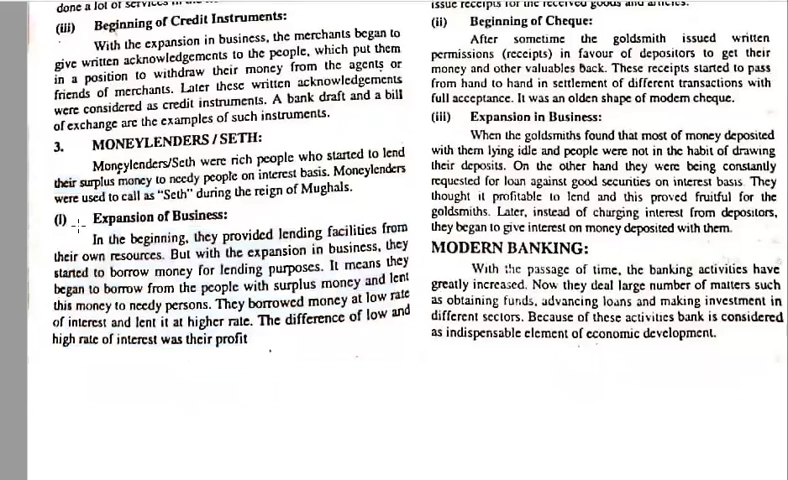 done a lot of services in the
(iii) Beginning of Credit Instruments:
With the expansion in business, the merchants began to
give written acknowledgements to the people, which put them
in a position to withdraw their money from the agents or
friends of merchants. Later these written acknowledgements
were considered as credit instruments. A bank draft and a bill
of exchange are the examples of such instruments.
3. MONEYLENDERS / SETH:
Moneylenders/Seth were rich people who started to lend
their surplus money to needy people on interest basis. Moneylenders
were used to call as "Seth" during the reign of Mughals.
(i) Expansion of Business:
In the beginning, they provided lending facilities from
their own resources. But with the expansion in business, they
started to borrow money for lending purposes. It means they
began to borrow from the people with surplus money and lent
this money to needy persons. They borrowed money at low rate
of interest and lent it at higher rate. The difference of low and
high rate of interest was their profit
issue receipts for the received goods and articles.
(ii) Beginning of Cheque:
After sometime the goldsmith issued written
permissions (receipts) in favour of depositors to get their
money and other valuables back. These receipts started to pass
from hand to hand in settlement of different transactions with
full acceptance. It was an olden shape of modern cheque.
(iii) Expansion in Business:
When the goldsmiths found that most of money deposited
with them lying idle and people were not in the habit of drawing
their deposits. On the other hand they were being constantly
requested for loan against good securities on interest basis. They
thought it profitable to lend and this proved fruitful for the
goldsmiths. Later, instead of charging interest from depositors,
they began to give interest on money deposited with them.
MODERN BANKING:
With the passage of time, the banking activities have
greatly increased. Now they deal large number of matters such
as obtaining funds, advancing loans and making investment in
different sectors. Because of these activities bank is considered
as indispensable element of economic development.